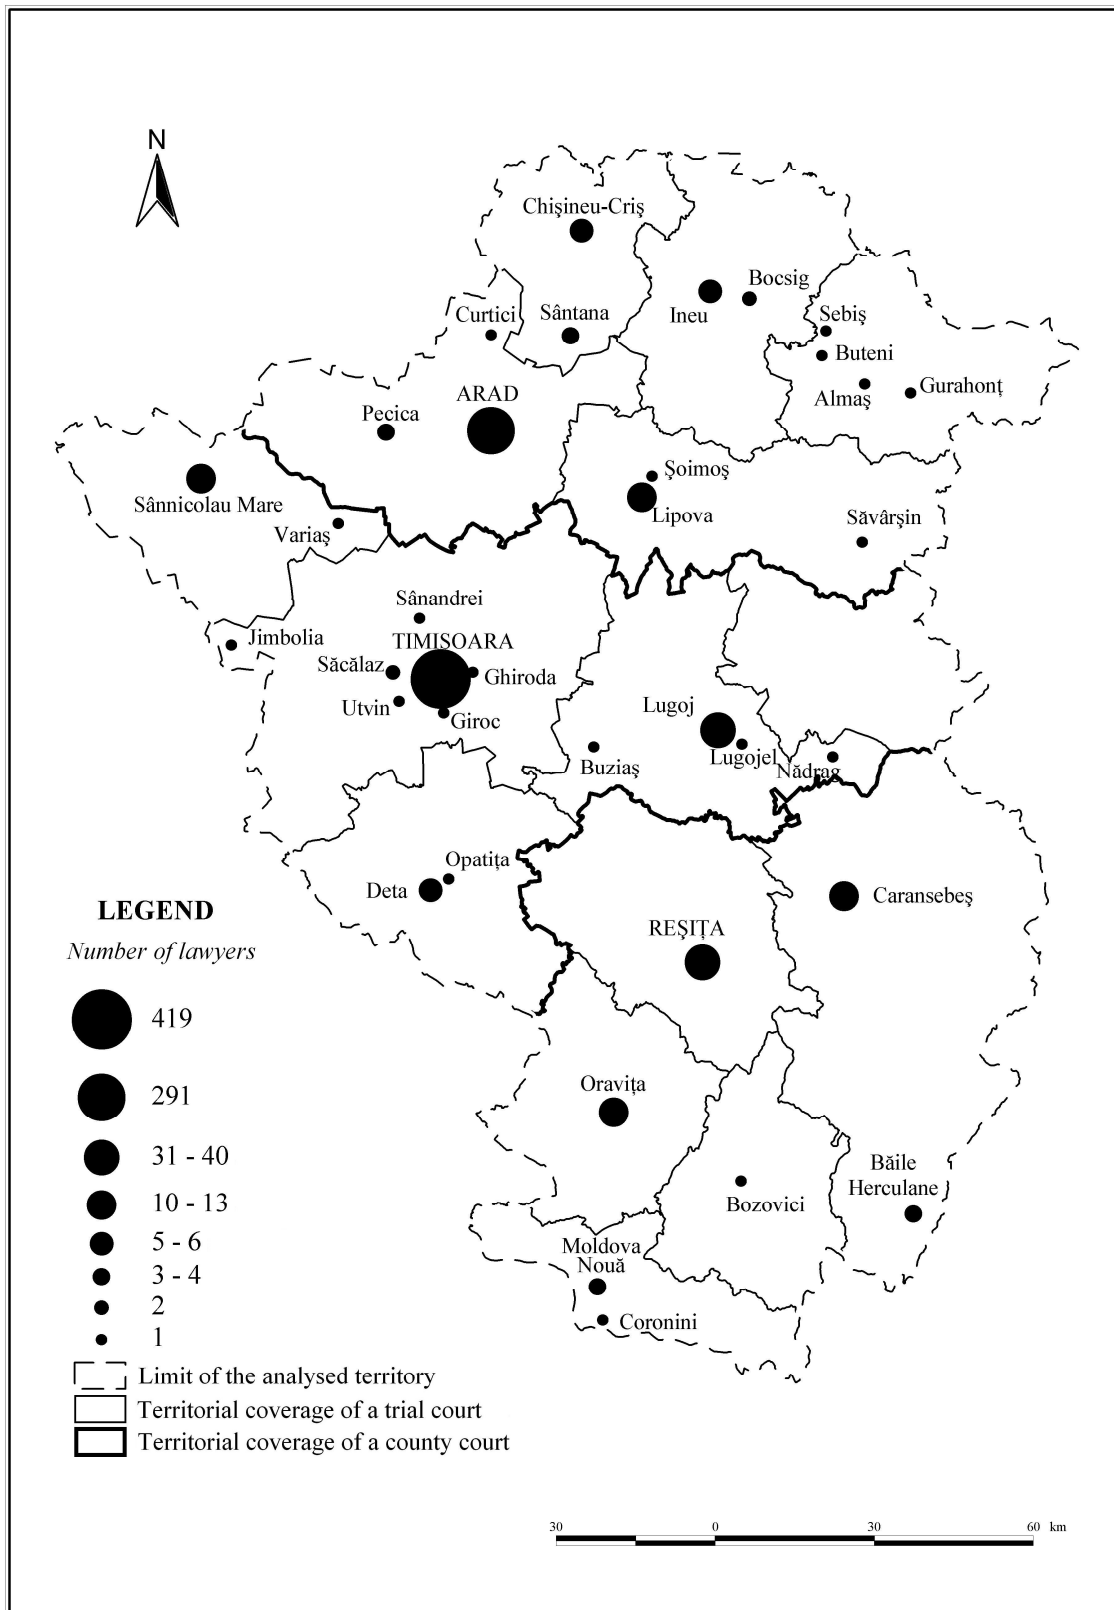 N
Chişineu-Criş
Bocsig
Ineu
Sebiş
Curtici
Sântana
Buteni
Almaş
Gurahonţ
ARAD
Pecica
Şoimoş
Sânnicolau Mare
Lipova
Săvârşin
Variaş
Sânandrei
Jimbolia
TIMISOARA
Săcălaz
Ghiroda
Utvin
Giroc
Lugoj
Lugojel
Buziaş
Nădrag
Opatiţa
Deta
Caransebeş
REŞIŢA
Oraviţa
Băile
Herculane
Bozovici
Moldova
Nouă
Coronini
LEGEND
Number of lawyers
419
291
31 - 40
10 - 13
5 - 6
3 - 4
2
1
Limit of the analysed territory
Territorial coverage of a trial court
Territorial coverage of a county court
30 0 30 60 km